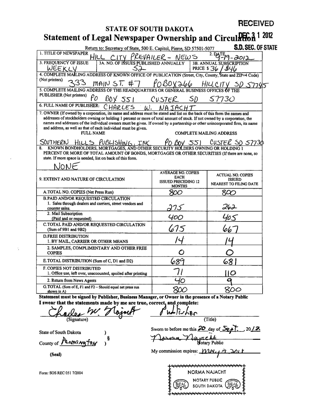 RECEIVED
DEC 31 2012
S.D. SEC. OF STATE
STATE OF SOUTH DAKOTA
Statement of Legal Newspaper Ownership and Circulation
Return to: Secretary of State, 500 E. Capitol, Pierre, SD 57501-5077
1. TITLE OF NEWSPAPER
HILL CITY PREVAILER - NEWS
2. DATE
9-19-2012
3. FREQUENCY OF ISSUE
WEEKLY
3A. NO. OF ISSUES PUBLISHED ANNUALLY
52
3B. ANNUAL SUBSCRIPTION
PRICE $ 36/$46
4. COMPLETE MAILING ADDRESS OF KNOWN OFFICE OF PUBLICATION (Street, City, County, State and ZIP+4 Code)
(Not printers)
333 MAIN ST #7 PO BOX 266 HILL CITY SD 57745
5. COMPLETE MAILING ADDRESS OF THE HEADQUARTERS OF GENERAL BUSINESS OFFICES OF THE
PUBLISHER (Not printers)
PO BOX 551 CUSTER SD 57730
6. FULL NAME OF PUBLISHER:
CHARLES W. NAJACHT
7. OWNER (If owned by a corporation, its name and address must be stated and list on the back of this form the names and
addresses of stockholders owning or holding 1 percent or more of total amount of stock. If not owned by a corporation, the
names and addresses of the individual owners must be given. If owned by a partnership or other unincorporated firm, its name
and address, as well as that of each individual must be given.
FULL NAME
COMPLETE MAILING ADDRESS
SOUTHERN HILLS PUBLISHING, INC PO BOX 551 CUSTER SD 57730
8. KNOWN BONDHOLDERS, MORTGAGES, AND OTHER SECURITY HOLDERS OWNING OR HOLDING 1
PERCENT OR MORE OF TOTAL AMOUNT OF BONDS, MORTGAGES OR OTHER SECURITIES (If there are none, so
state. If more space is needed, list on back of this form.
NONE
9. EXTENT AND NATURE OF CIRCULATION
AVERAGE NO. COPIES
EACH
ISSUED PRECEDING 12
MONTHS
ACTUAL NO. COPIES
ISSUED
NEAREST TO FILING DATE
A. TOTAL NO. COPIES (Net Press Run)
800
800
B. PAID AND/OR REQUESTED CIRCULATION
1. Sales through dealers and carriers, street vendors and
counter sales.
275
262
2. Mail Subscription
(Paid and or requested)
400
405
C. TOTAL PAID AND/OR REQUESTED CIRCULATION
(Sum of 9B1 and 9B2)
675
667
D. FREE DISTRIBUTION
1. BY MAIL, CARRIER OR OTHER MEANS
14
14
2. SAMPLES, COMPLIMENTARY AND OTHER FREE
COPIES
0
0
E. TOTAL DISTRIBUTION (Sum of C, D1 and D2)
689
681
F. COPIES NOT DISTRIBUTED
1. Office use, left over, unaccounted, spoiled after printing
71
110
2. Return from News Agents
40
9
G. TOTAL (Sum of E, F1 and F2 - Should equal net press run
shown in A)
800
800
Statement must be signed by Publisher, Business Manager, or Owner in the presence of a Notary Public
I swear that the statements made by me are true, correct, and complete:
Charles W. Najacht
Publisher
(Signature)
(Title)
State of South Dakota )
) §
County of Pennington )
(Seal)
Sworn to before me this 20 day of Sept, 2012
Norma Najacht
Notary Public
My commission expires:
Form: SOS REC 051 7/2004
NORMA NAJACHT
NOTARY PUBLIC
SOUTH DAKOTA
SEAL
SEAL